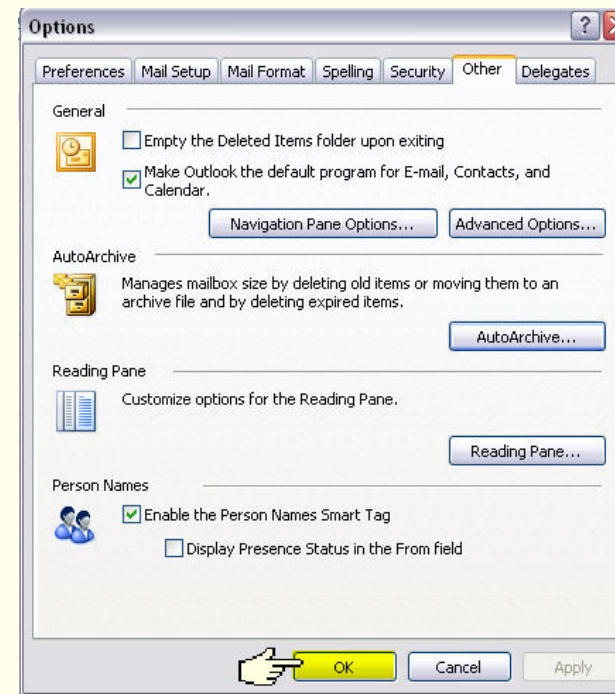 Options
Preferences Mail Setup Mail Format Spelling Security Other Delegates
General
Empty the Deleted Items folder upon exiting
Make Outlook the default program for E-mail, Contacts, and
Calendar.
Navigation Pane Options... Advanced Options...
AutoArchive
Manages mailbox size by deleting old items or moving them to an
archive file and by deleting expired items.
AutoArchive...
Reading Pane
Customize options for the Reading Pane.
Reading Pane...
Person Names
Enable the Person Names Smart Tag
Display Presence Status in the From field
OK Cancel Apply